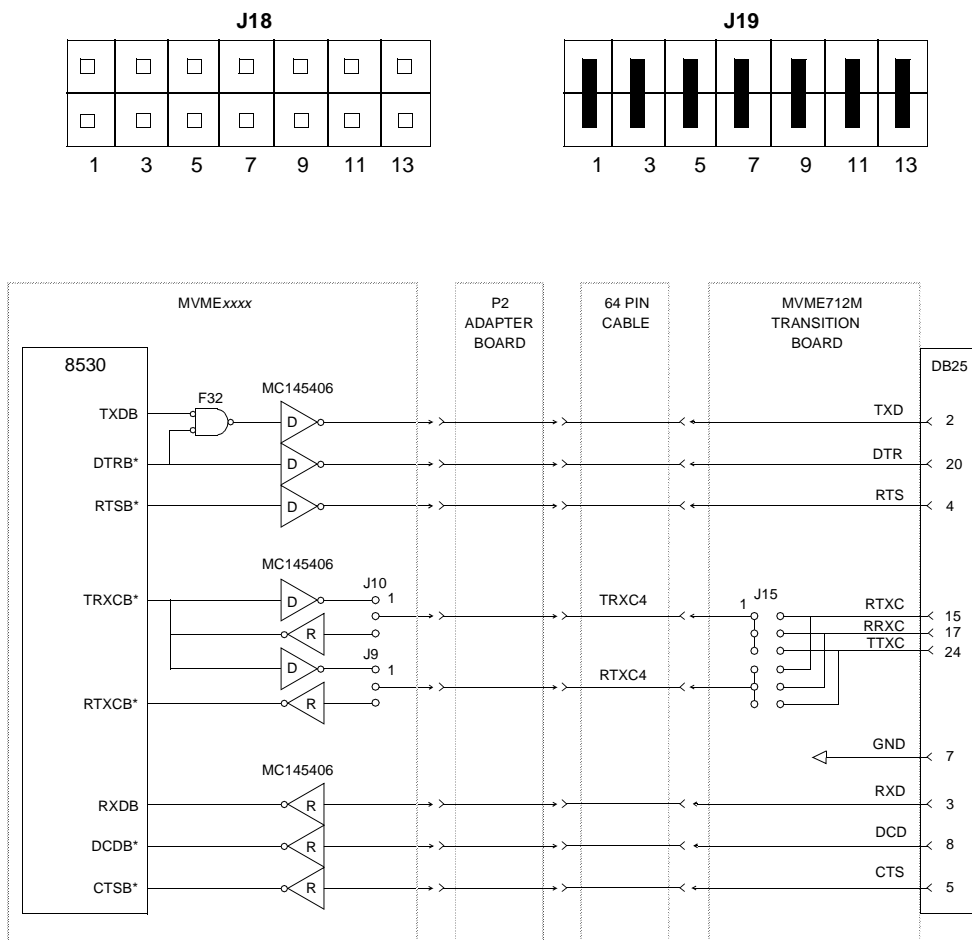 J18 J19
1 3 5 7 9 11 13 1 3 5 7 9 11 13
MVMExxxx
P2
ADAPTER
BOARD
64 PIN
CABLE
MVME712M
TRANSITION
BOARD
8530
DB25
MC145406
F32
TXDB D TXD 2
DTRB* D DTR 20
RTSB* D RTS 4
MC145406
J10
TRXCB* D 1 TRXC4 1 J15 RTXC 15
R RRXC 17
TTXC 24
D J9 1
RTXCB* R RTXC4
GND 7
MC145406
RXDB R RXD 3
DCDB* R DCD 8
CTSB* R CTS 5